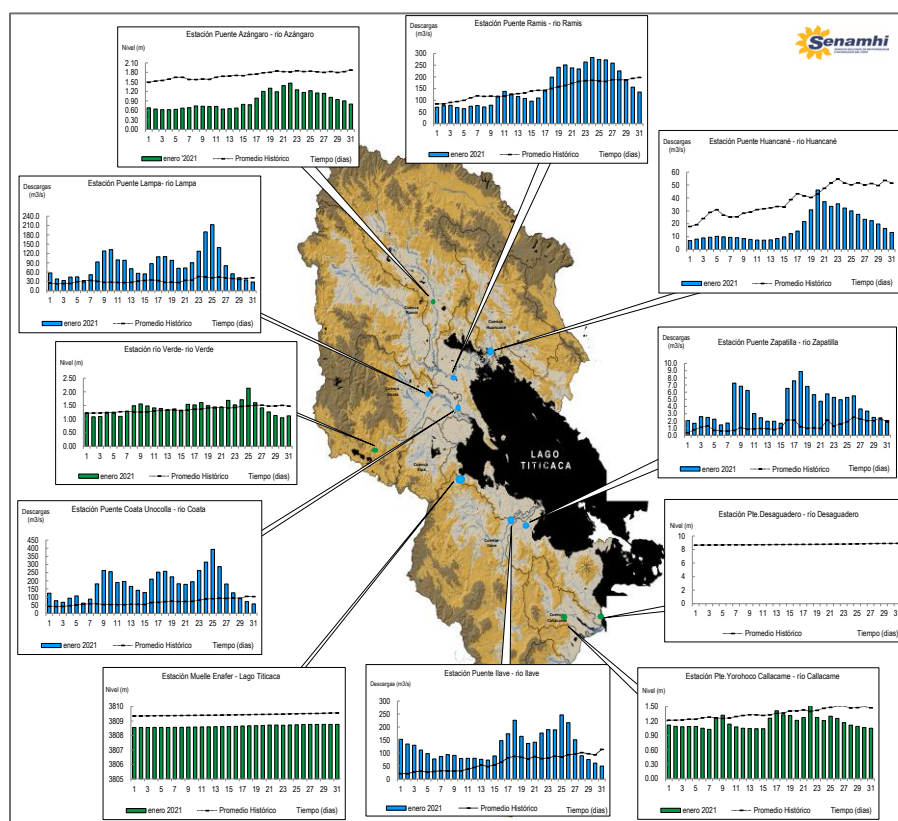 Estación Puente Azángaro - río Azángaro
Nivel (m)
2.10
1.80
1.50
1.20
0.90
0.60
0.30
0.00
1 3 5 7 9 11 13 15 17 19 21 23 25 27 29 31
enero '2021 Promedio Histórico Tiempo (dias)
Estación Puente Ramis - río Ramis
Descargas
(m3/s)
350
300
250
200
150
100
50
0
1 3 5 7 9 11 13 15 17 19 21 23 25 27 29 31
enero 2021 Promedio Histórico Tiempo (días)
Senamhi
Estación Puente Huancané - río Huancané
Descargas
(m3/s)
60
50
40
30
20
10
0
1 3 5 7 9 11 13 15 17 19 21 23 25 27 29 31
enero 2021 Promedio Histórico Tiempo (días)
Estación Puente Lampa- río Lampa
Descargas
(m3/s)
240.0
210.0
180.0
150.0
120.0
90.0
60.0
30.0
0.0
1 3 5 7 9 11 13 15 17 19 21 23 25 27 29 31
enero 2021 Promedio Histórico Tiempo (días)
Estación río Verde- río Verde
Nivel (m)
2.50
2.00
1.50
1.00
0.50
0.00
1 3 5 7 9 11 13 15 17 19 21 23 25 27 29 31
enero 2021 Promedio Histórico Tiempo (días)
Estación Puente Zapatilla - río Zapatilla
Descargas
(m3/s)
10.0
9.0
8.0
7.0
6.0
5.0
4.0
3.0
2.0
1.0
0.0
1 3 5 7 9 11 13 15 17 19 21 23 25 27 29 31
enero 2021 Promedio Histórico Tiempo (días)
Cuenca
Ramis
Cuenca
Huancané
LAGO
TITICACA
Cuenca
Cuenca
Ilave
Cuenca
Callacame
Estación Puente Coata Unocolla - río Coata
Descargas
(m3/s)
450
400
350
300
250
200
150
100
50
0
1 3 5 7 9 11 13 15 17 19 21 23 25 27 29 31
enero 2021 Promedio Histórico Tiempo (días)
Estación Pte.Desaguadero - río Desaguadero
Nivel (m)
10
8
6
4
2
0
1 3 5 7 9 11 13 15 17 19 21 23 25 27 29 31
Promedio Histórico Tiempo (días)
Estación Muelle Enafer - Lago Titicaca
Nivel (m)
3810
3809
3808
3807
3806
3805
1 3 5 7 9 11 13 15 17 19 21 23 25 27 29 31
enero 2021 Promedio Histórico Tiempo (días)
Estación Puente Ilave - río Ilave
Descargas (m3/s)
300
250
200
150
100
50
0
1 3 5 7 9 11 13 15 17 19 21 23 25 27 29 31
enero 2021 Promedio Histórico Tiempo (días)
Estación Pte.Yorohoco Callacame - río Callacame
Nivel (m)
1.50
1.20
0.90
0.60
0.30
0.00
1 3 5 7 9 11 13 15 17 19 21 23 25 27 29 31
enero 2021 Promedio Histórico Tiempo (días)